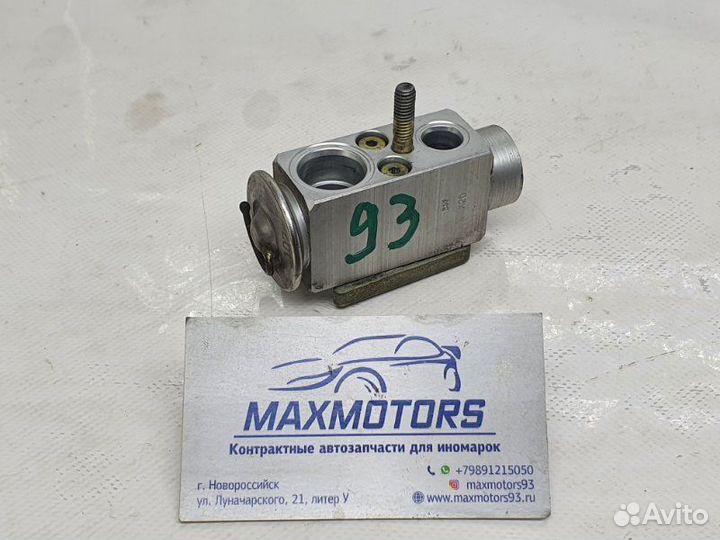 93
MAXMOTORS
Контрактные автозапчасти для иномарок
+79891215050
г. Новороссийск
maxmotors93
ул. Луначарского, 21, литер У
www.maxmotors93.ru
Avito